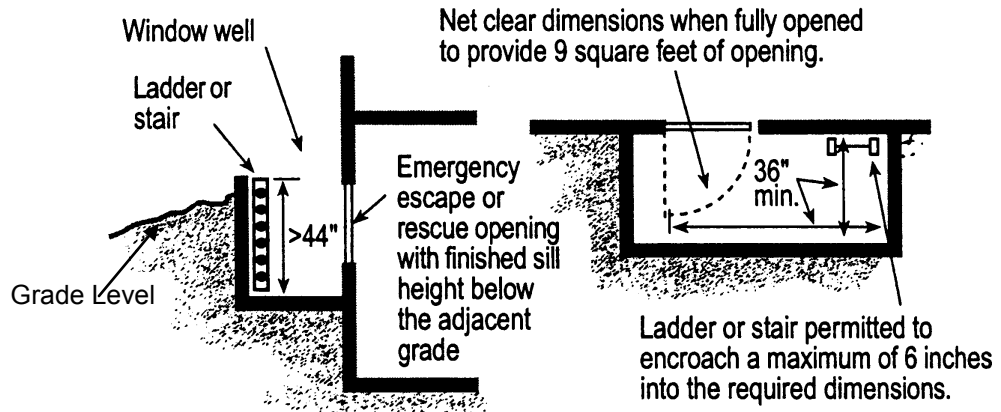 Window well
Ladder or
stair
>44"
Grade Level
Emergency
escape or
rescue opening
with finished sill
height below
the adjacent
grade
Net clear dimensions when fully opened
to provide 9 square feet of opening.
36"
min.
Ladder or stair permitted to
encroach a maximum of 6 inches
into the required dimensions.